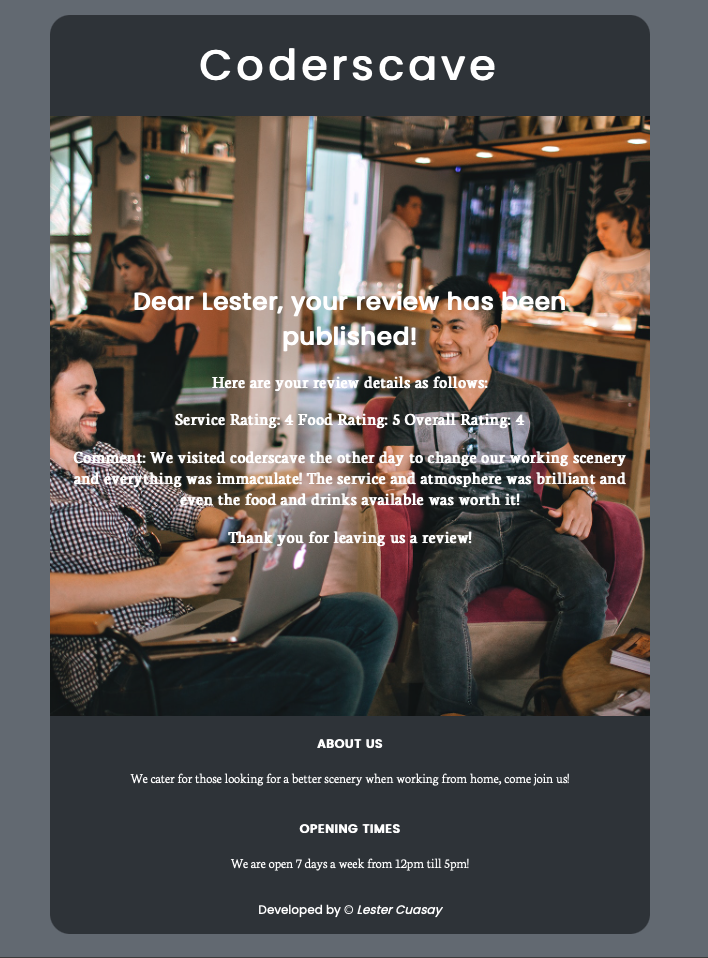 Coderscave
Dear Lester, your review has been
published!
Here are your review details as follows:
Service Rating: 4 Food Rating: 5 Overall Rating: 4
Comment: We visited coderscave the other day to change our working scenery
and everything was immaculate! The service and atmosphere was brilliant and
even the food and drinks available was worth it!
Thank you for leaving us a review!
ABOUT US
We cater for those looking for a better scenery when working from home, come join us!
OPENING TIMES
We are open 7 days a week from 12pm till 5pm!
Developed by © Lester Cuasay